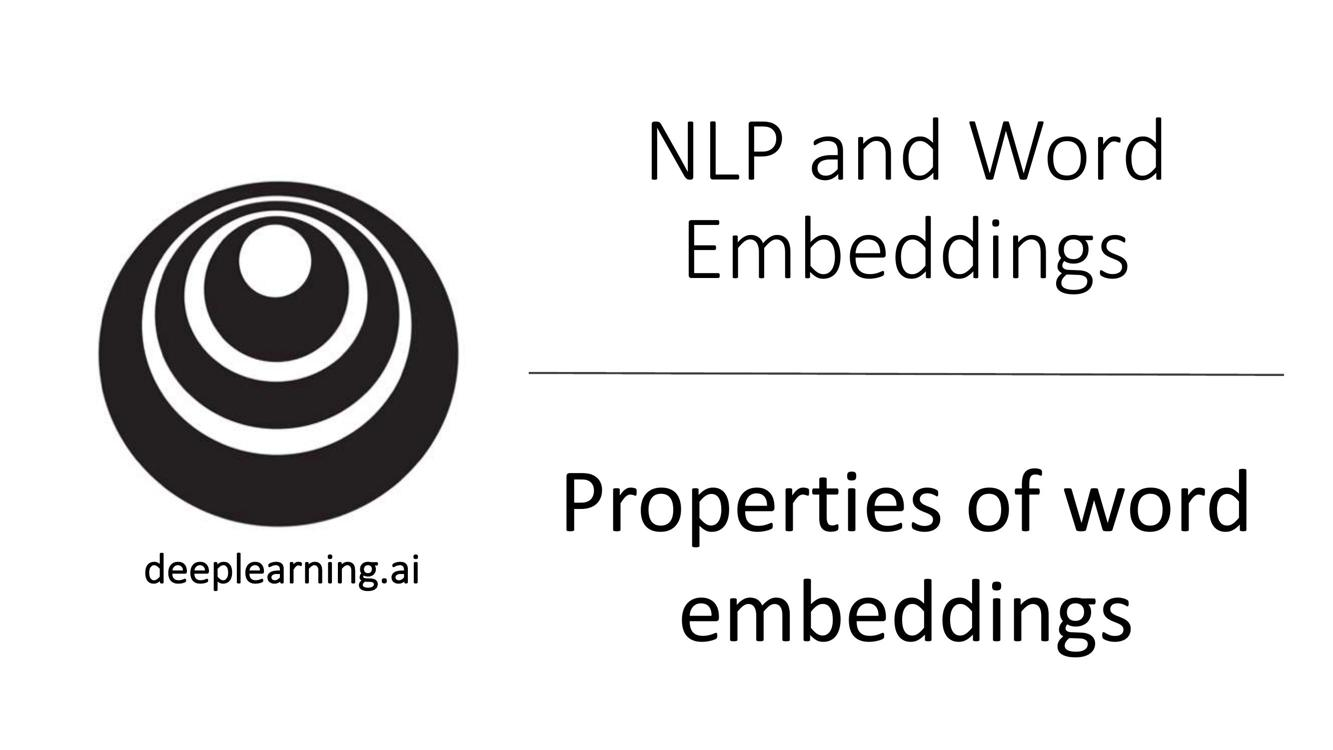 NLP and Word
Embeddings
Properties of word
embeddings
deeplearning.ai